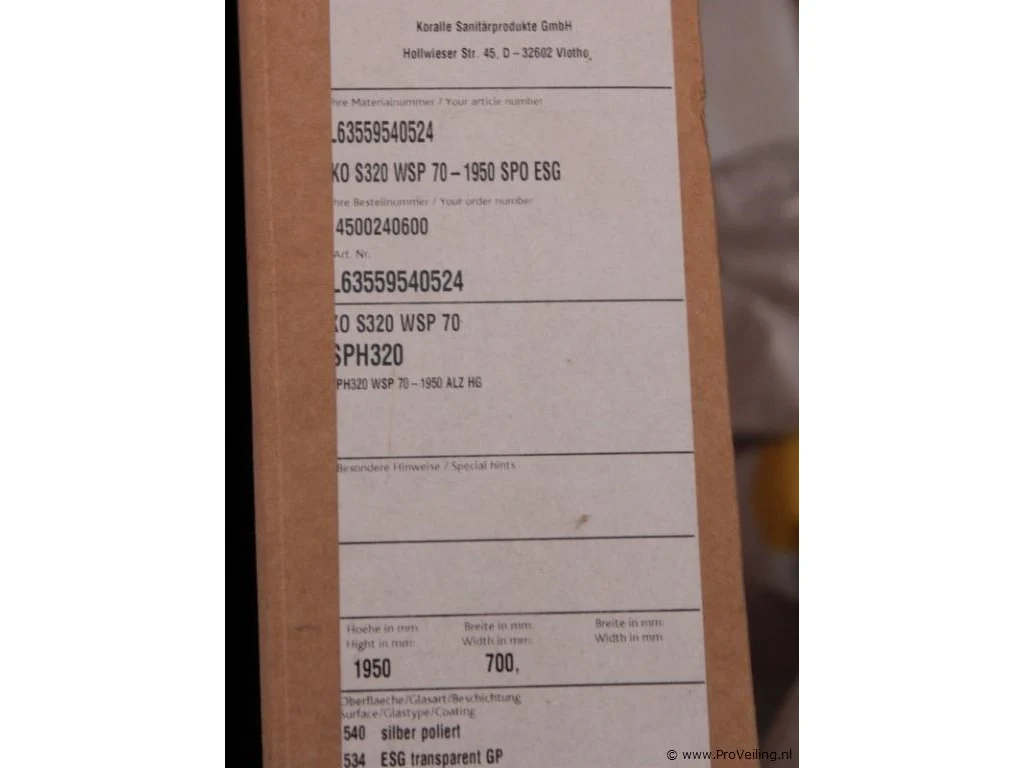 Koralle Sanitärprodukte GmbH
Hollwieser Str. 45, D-32602 Vlotho
hre Materialnummer / Your article number
L63559540524
KO S320 WSP 70-1950 SPO ESG
hre Bestellnummer / Your order number
4500240600
Art. Nr.
L63559540524
KO S320 WSP 70
SPH320
PH320 WSP 70-1950 ALZ HG
Besondere Hinweise / Special hints
Hoehe in mm: Breite in mm: Breite in mm:
Hight in mm: Width in mm: Width in mm:
1950 700,
Oberflaeche/Glasart/Beschichtung
Surface/Glastype/Coating
540 silber poliert
534 ESG transparent GP
© www.ProVeiling.nl